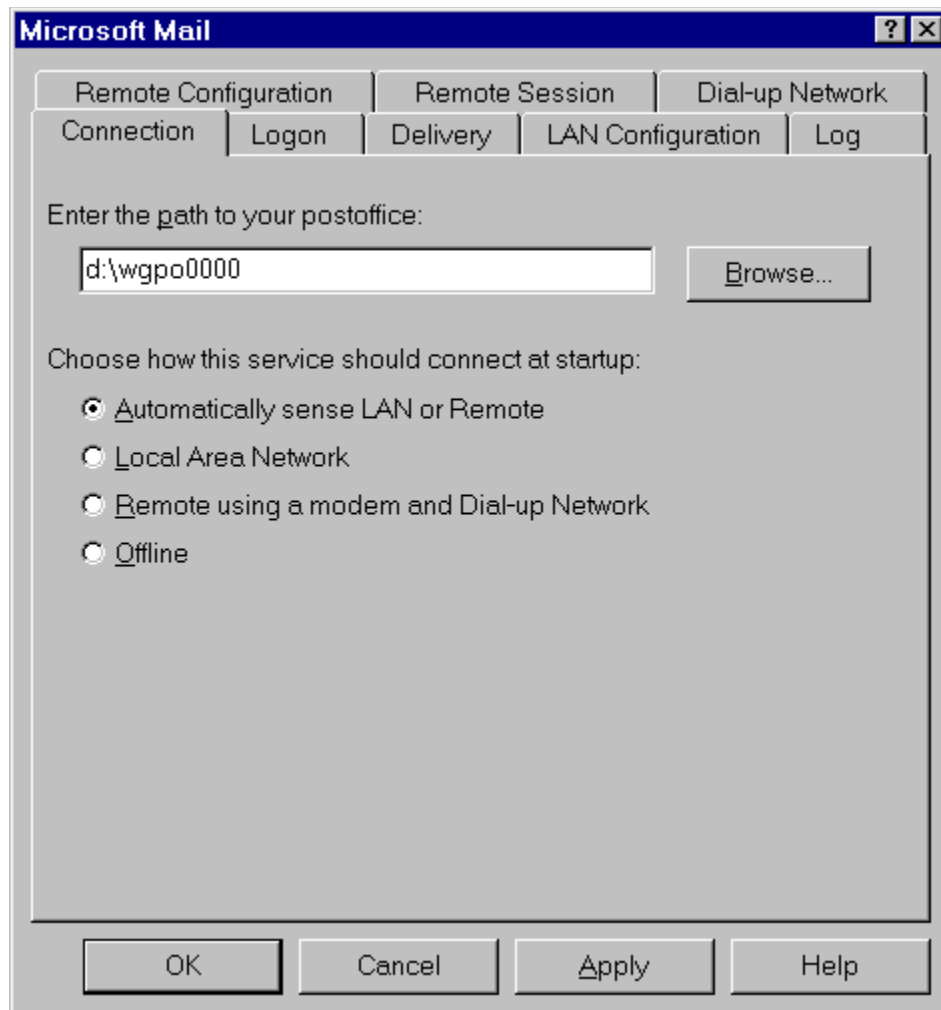 Microsoft Mail
Remote Configuration Remote Session Dial-up Network
Connection Logon Delivery LAN Configuration Log
Enter the path to your postoffice:
d:\wgpo0000 Browse...
Choose how this service should connect at startup:
Automatically sense LAN or Remote
Local Area Network
Remote using a modem and Dial-up Network
Offline
OK Cancel Apply Help